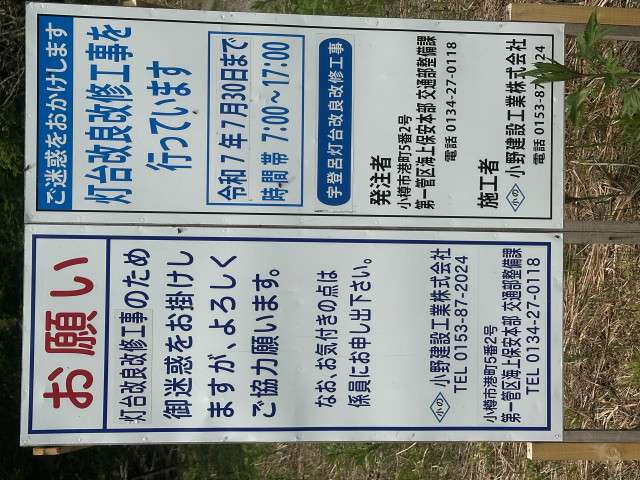 ご迷惑をおかけします
灯台改良改修工事を
行っています
令和7年7月30日まで
時間帯 7:00～17:00
宇登呂灯台改良改修工事
発注者
小樽市港町5番2号
第一管区海上保安本部 交通部整備課
電話 0134-27-0118
施工者
小の 小野建設工業株式会社
電話 0153-87-2024
お願い
灯台改良改修工事のため
御迷惑をお掛けし
ますが、よろしく
ご協力願います。
なお、お気付きの点は
係員にお申し出下さい。
小の 小野建設工業株式会社
TEL 0153-87-2024
小樽市港町5番2号
第一管区海上保安本部 交通部整備課
TEL 0134-27-0118